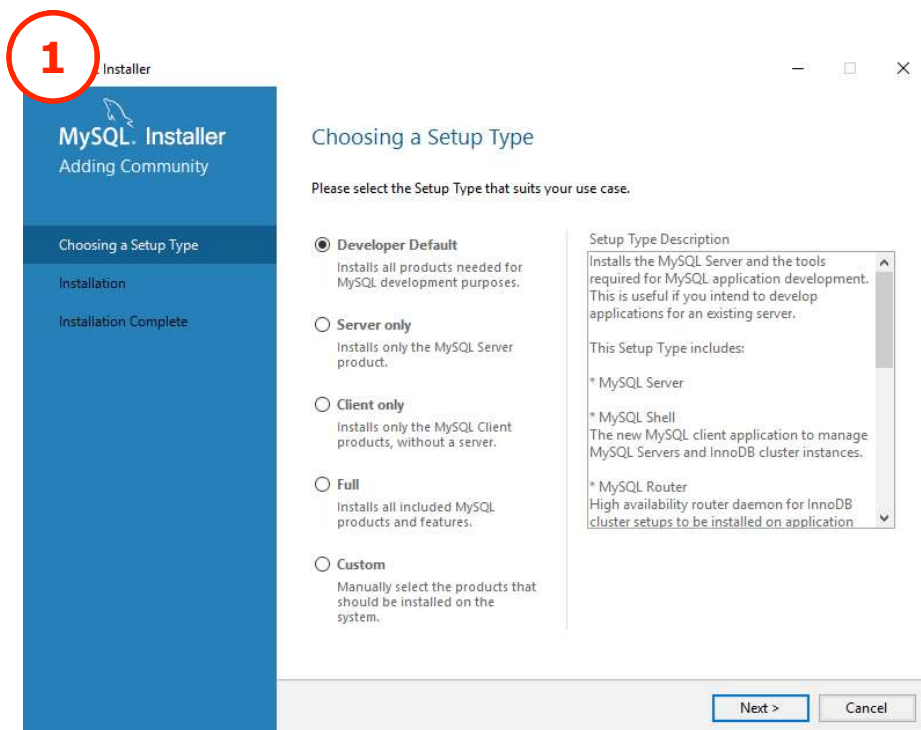 1
Installer
MySQL. Installer
Adding Community
Choosing a Setup Type
Installation
Installation Complete
Choosing a Setup Type
Please select the Setup Type that suits your use case.
Developer Default
Installs all products needed for
MySQL development purposes.
Server only
Installs only the MySQL Server
product.
Client only
Installs only the MySQL Client
products, without a server.
Full
Installs all included MySQL
products and features.
Custom
Manually select the products that
should be installed on the
system.
Setup Type Description
Installs the MySQL Server and the tools
required for MySQL application development.
This is useful if you intend to develop
applications for an existing server.
This Setup Type includes:
* MySQL Server
* MySQL Shell
The new MySQL client application to manage
MySQL Servers and InnoDB cluster instances.
* MySQL Router
High availability router daemon for InnoDB
cluster setups to be installed on application
Next >
Cancel